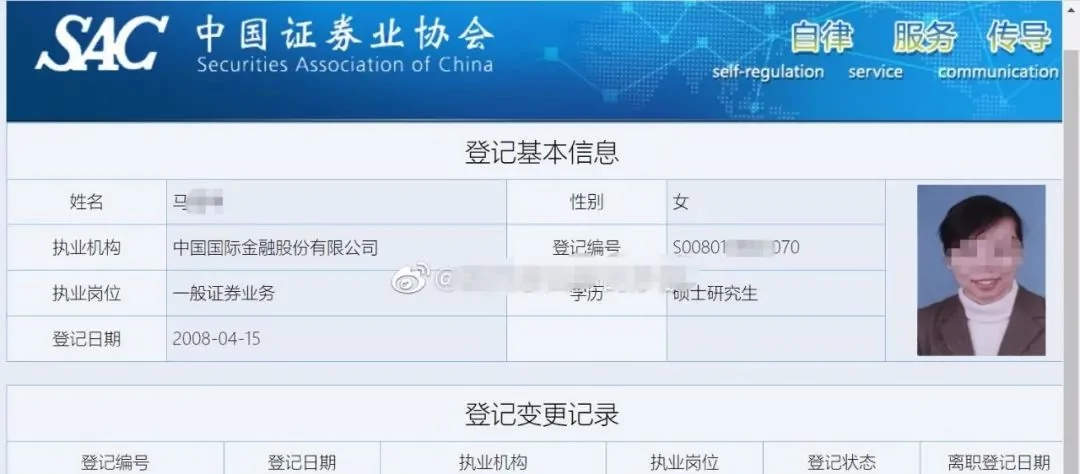 SAC 中国证券业协会 自律 服务 传导
Securities Association of China self-regulation service communication
登记基本信息
姓名 马 性别 女
执业机构 中国国际金融股份有限公司 登记编号 S00801 070
执业岗位 一般证券业务 学历 硕士研究生
登记日期 2008-04-15
@
登记变更记录
登记编号 登记日期 执业机构 执业岗位 登记状态 离职登记日期